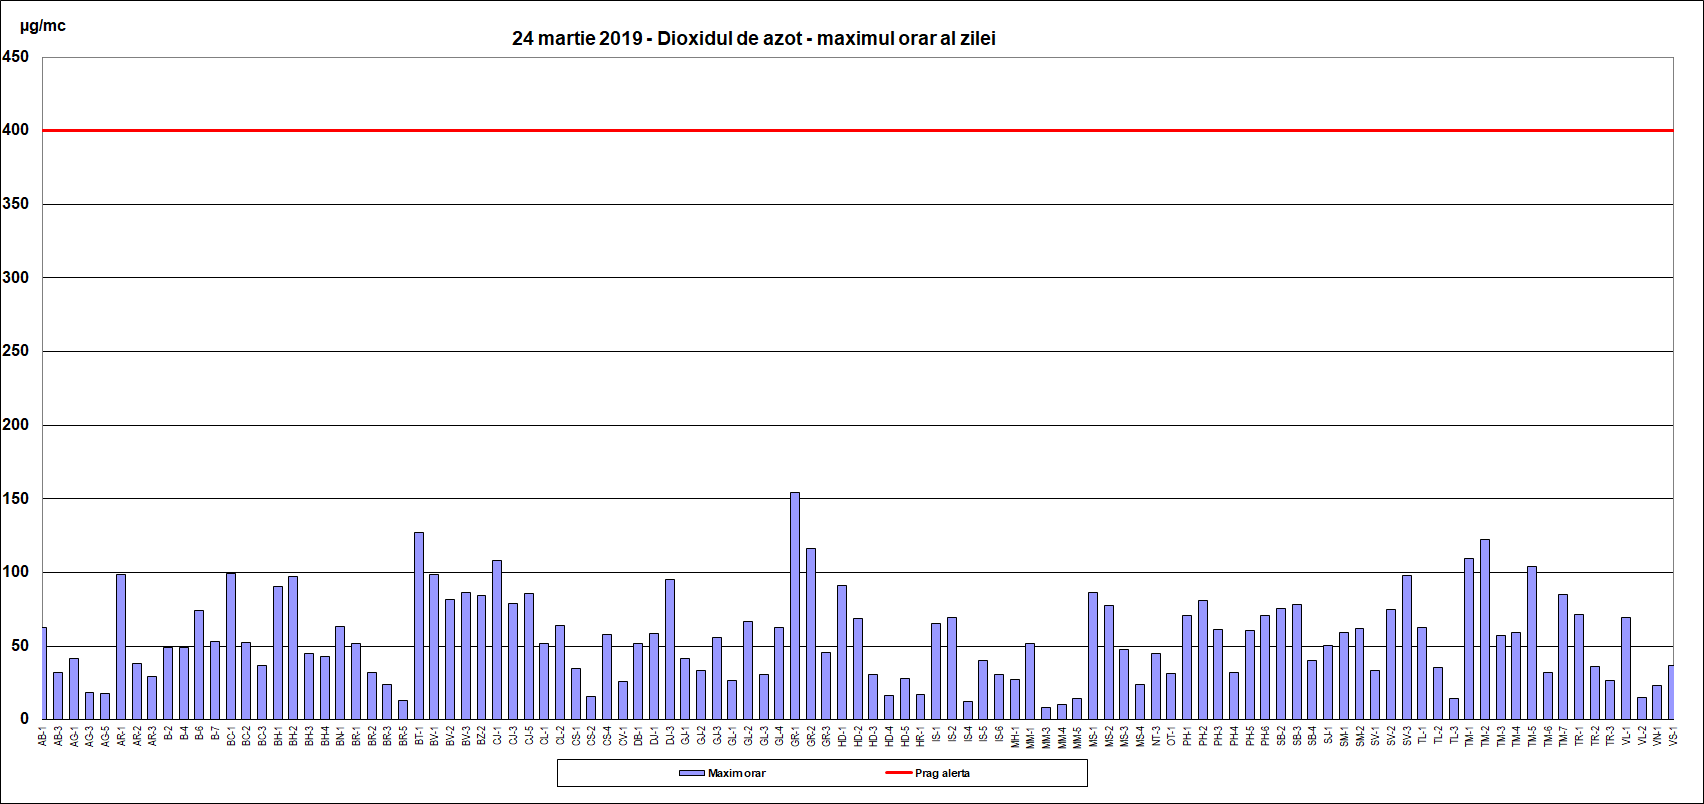 µg/mc
24 martie 2019 - Dioxidul de azot - maximul orar al zilei
450
400
350
300
250
200
150
100
50
0
AB-1 AB-3 AG-1 AG-3 AG-5 AR-1 AR-2 AR-3 B-2 B-4 B-6 B-7 BC-1 BC-2 BC-3 BH-1 BH-2 BH-3 BH-4 BN-1 BR-1 BR-2 BR-3 BR-5 BT-1 BV-1 BV-2 BV-3 BZ-2 CJ-1 CJ-3 CJ-5 CL-1 CL-2 CS-1 CS-2 CS-4 CV-1 DB-1 DJ-1 DJ-3 GJ-1 GJ-2 GJ-3 GL-1 GL-2 GL-3 GL-4 GR-1 GR-2 GR-3 HD-1 HD-2 HD-3 HD-4 HD-5 HR-1 IS-1 IS-2 IS-4 IS-5 IS-6 MH-1 MM-1 MM-3 MM-4 MM-5 MS-1 MS-2 MS-3 MS-4 NT-3 OT-1 PH-1 PH-2 PH-3 PH-4 PH-5 PH-6 SB-2 SB-3 SB-4 SJ-1 SM-1 SM-2 SV-1 SV-2 SV-3 TL-1 TL-2 TL-3 TM-1 TM-2 TM-3 TM-4 TM-5 TM-6 TM-7 TR-1 TR-2 TR-3 VL-1 VL-2 VN-1 VS-1
Maxim orar Prag alerta